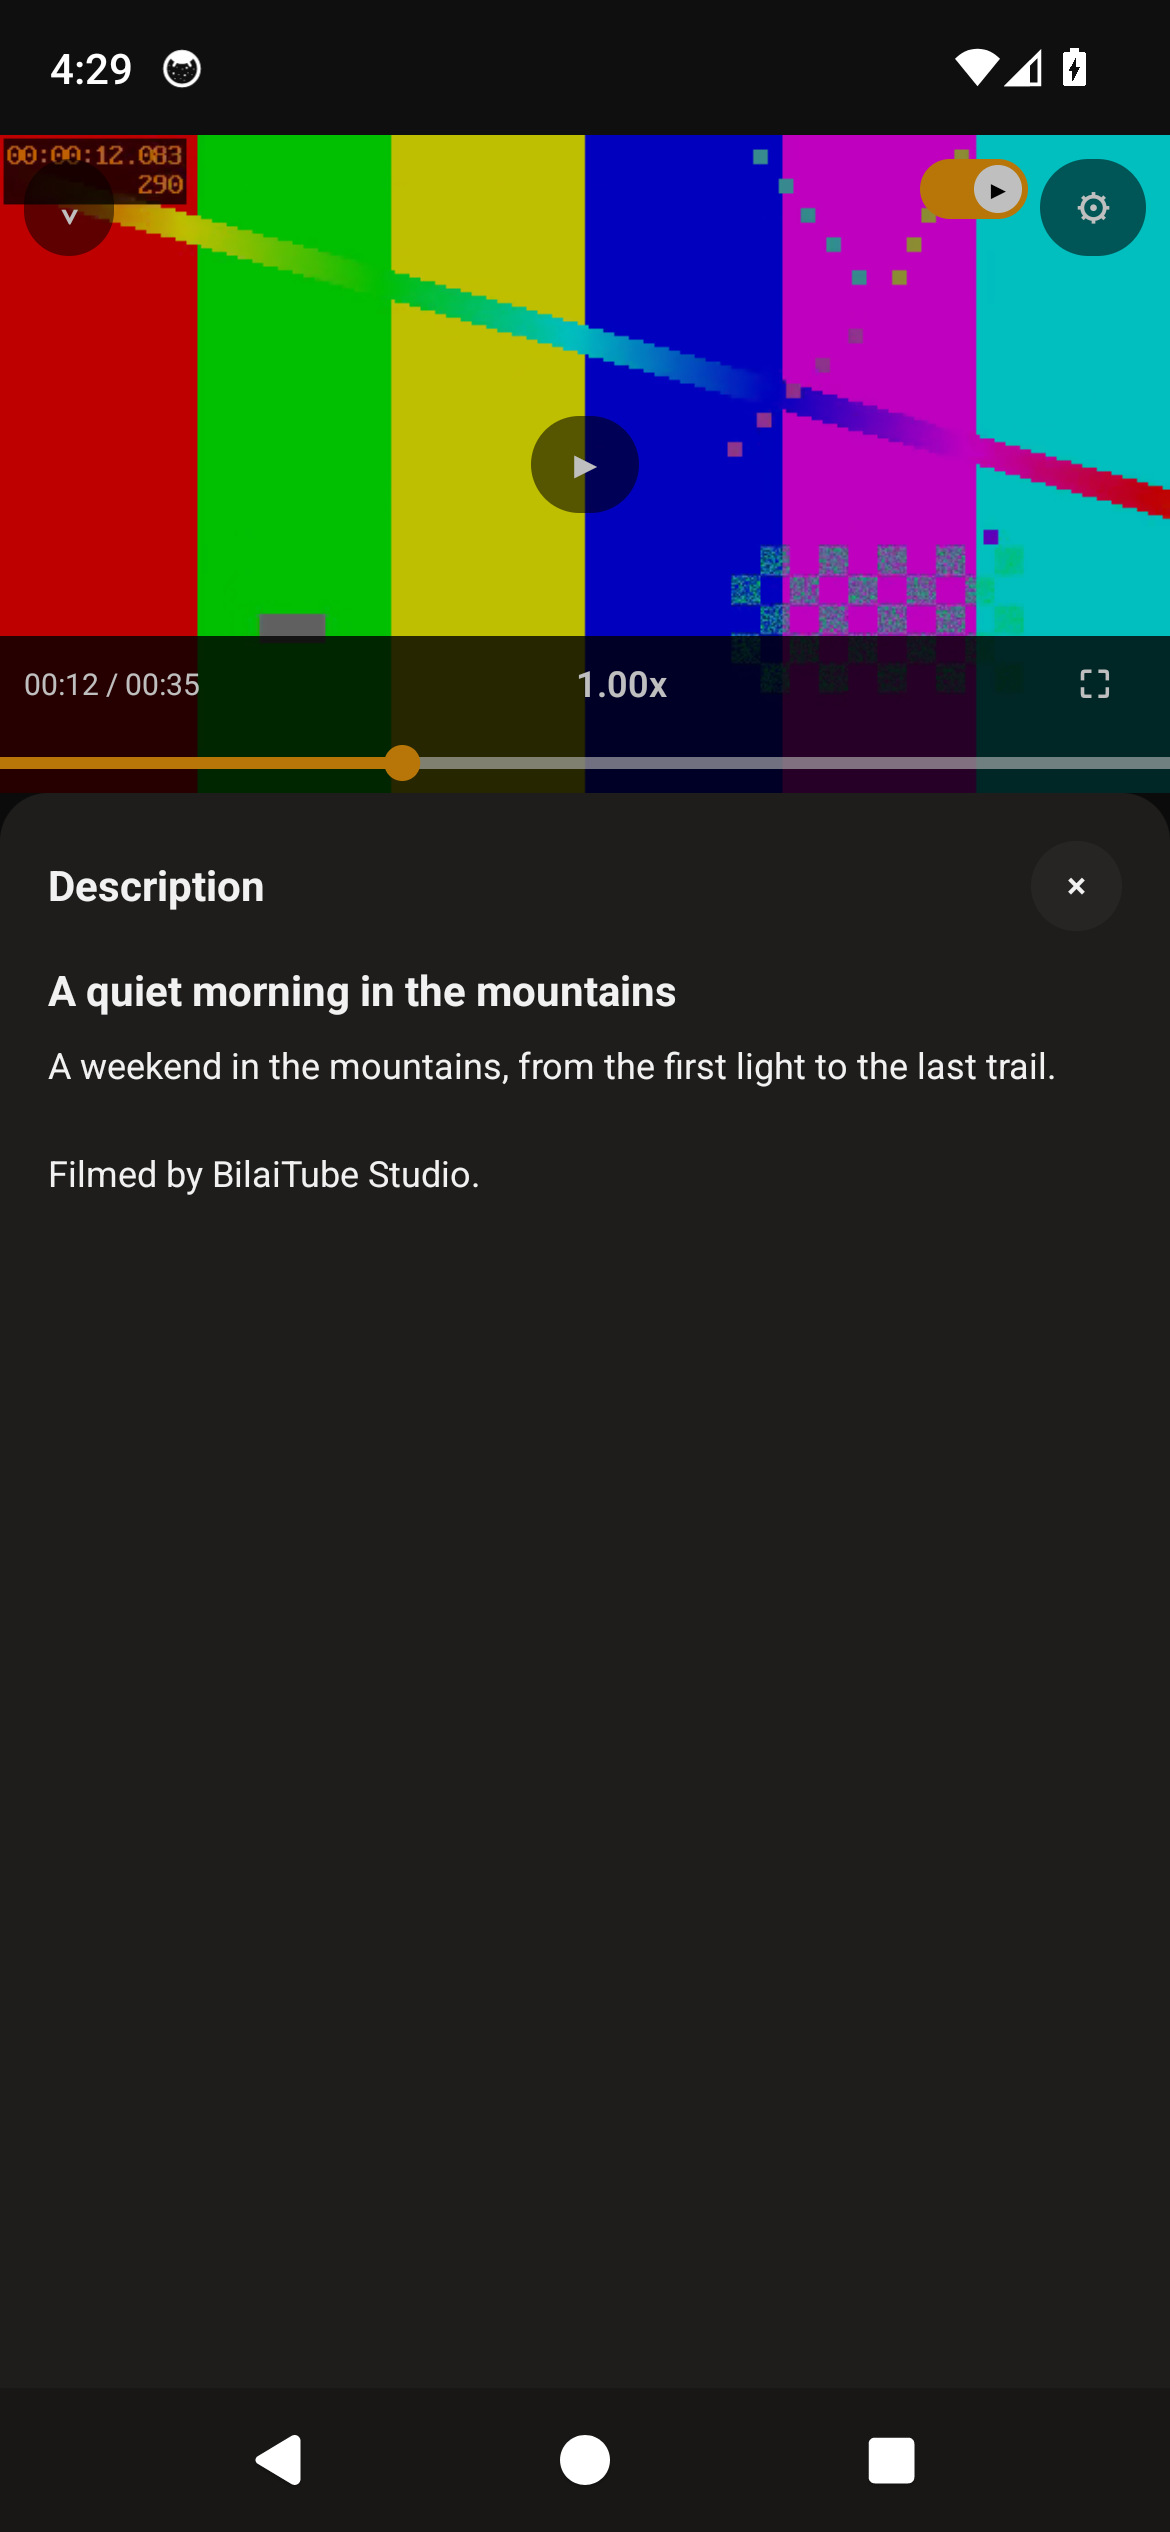 4:29
00:00:12.083
290
00:12 / 00:35
1.00x
Description
A quiet morning in the mountains
A weekend in the mountains, from the first light to the last trail.
Filmed by BilaiTube Studio.